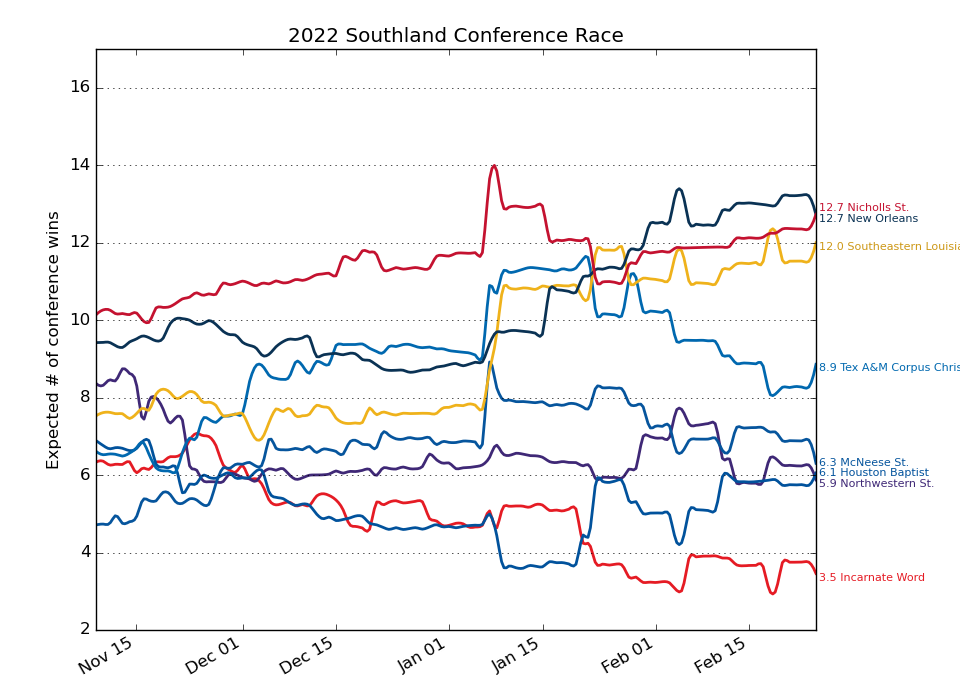 2022 Southland Conference Race
Expected # of conference wins
16
14
12
10
8
6
4
2
Nov 15
Dec 01
Dec 15
Jan 01
Jan 15
Feb 01
Feb 15
12.7 Nicholls St.
12.7 New Orleans
12.0 Southeastern Louisia
8.9 Tex A&M Corpus Chris
6.3 McNeese St.
6.1 Houston Baptist
5.9 Northwestern St.
3.5 Incarnate Word